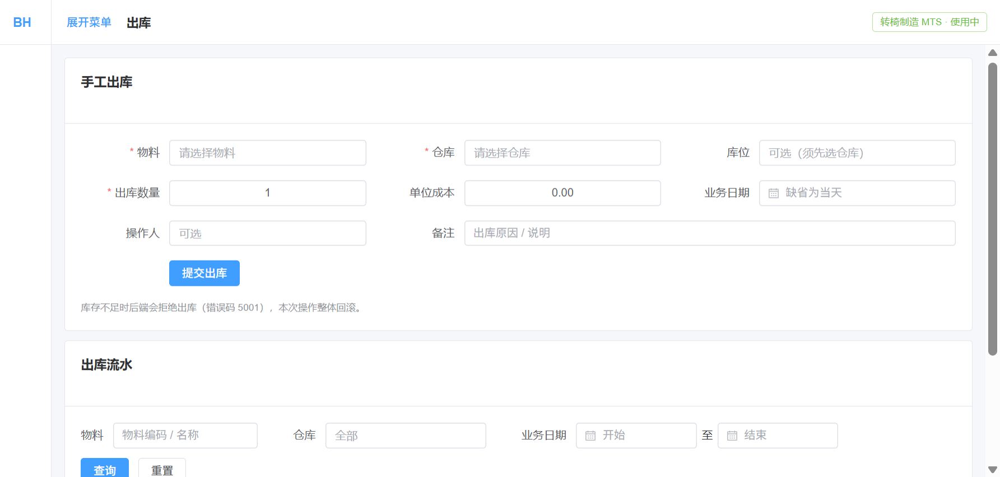 BH
展开菜单 出库
转椅制造 MTS · 使用中
手工出库
* 物料 请选择物料 * 仓库 请选择仓库 库位 可选（须先选仓库）
* 出库数量 1 单位成本 0.00 业务日期 缺省为当天
操作人 可选 备注 出库原因 / 说明
提交出库
库存不足时后端会拒绝出库（错误码 5001），本次操作整体回滚。
出库流水
物料 物料编码 / 名称 仓库 全部 业务日期 开始 至 结束
查询 重置